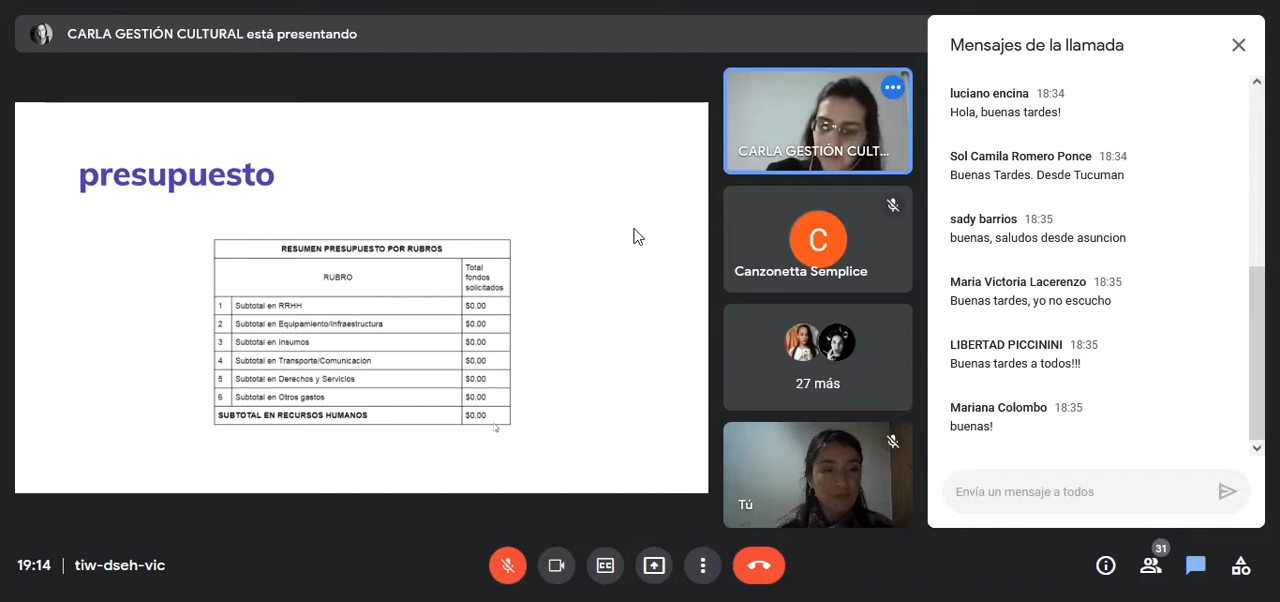 CARLA GESTIÓN CULTURAL está presentando
presupuesto
RESUMEN PRESUPUESTO POR RUBROS
RUBRO
Total
fondos
solicitados
1 Subtotal en RRHH $0.00
2 Subtotal en Equipamiento/Infraestructura $0.00
3 Subtotal en Insumos $0.00
4 Subtotal en Transporte/Comunicación $0.00
5 Subtotal en Derechos y Servicios $0.00
6 Subtotal en Otros gastos $0.00
SUBTOTAL EN RECURSOS HUMANOS $0.00
CARLA GESTIÓN CULT...
C
Canzonetta Semplice
27 más
Tú
Mensajes de la llamada
luciano encina 18:34
Hola, buenas tardes!
Sol Camila Romero Ponce 18:34
Buenas Tardes. Desde Tucuman
sady barrios 18:35
buenas, saludos desde asuncion
Maria Victoria Lacerenzo 18:35
Buenas tardes, yo no escucho
LIBERTAD PICCININI 18:35
Buenas tardes a todos!!!
Mariana Colombo 18:35
buenas!
Envía un mensaje a todos
19:14 | tiw-dseh-vic
CC
31